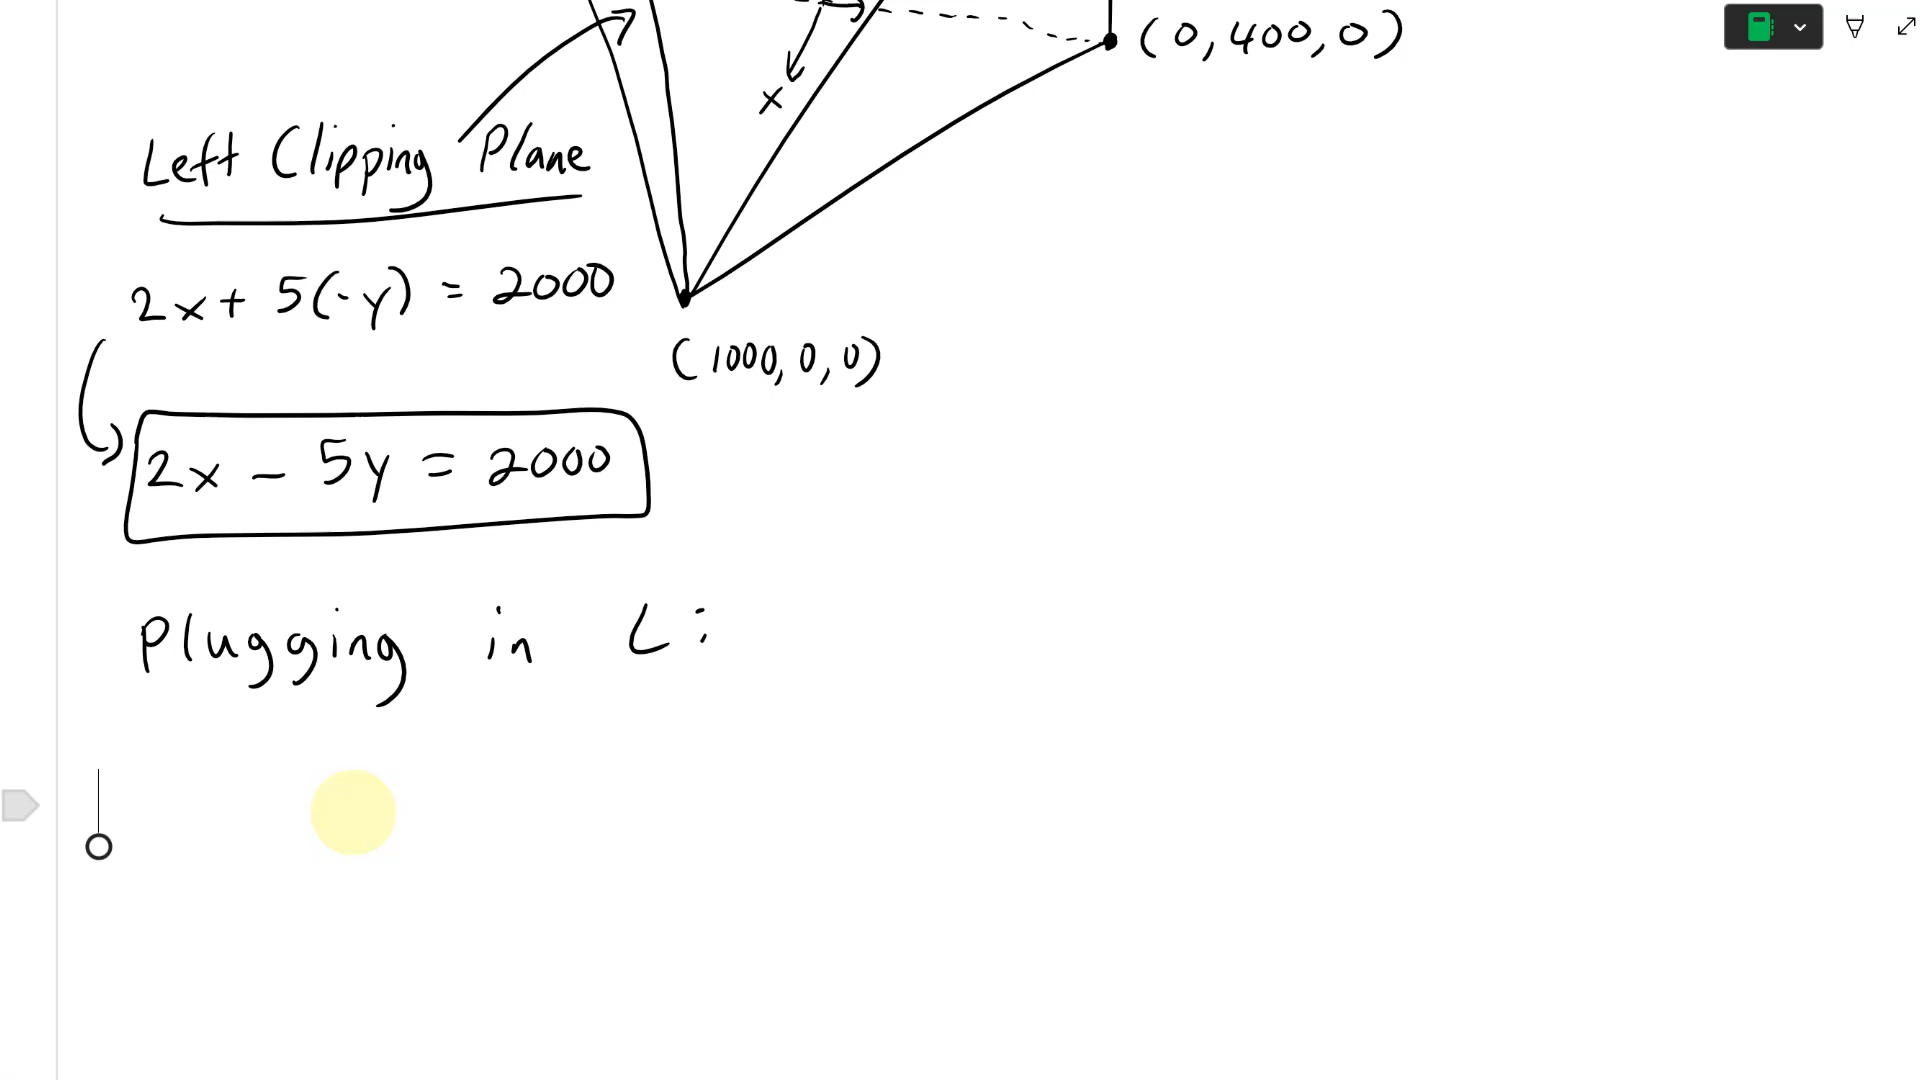 (0, 400, 0)
x
Left Clipping Plane
2x + 5(-y) = 2000
(1000, 0, 0)
2x - 5y = 2000
Plugging in L: